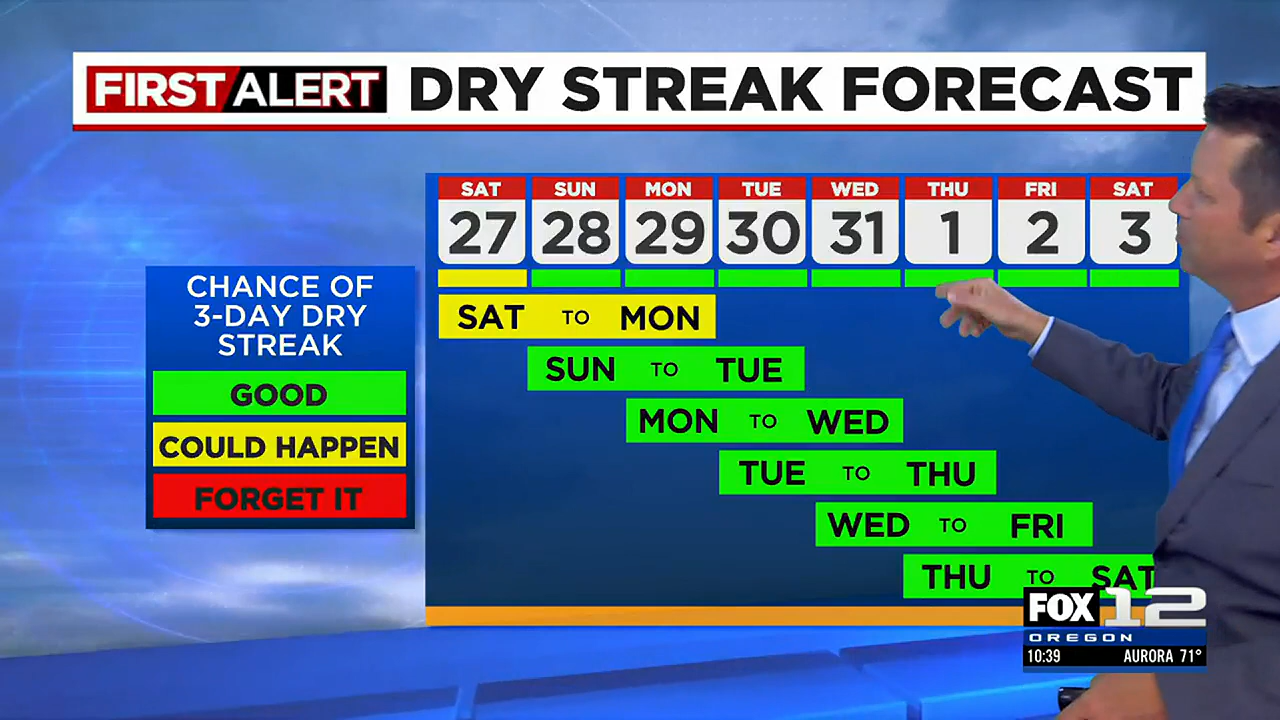 FIRST ALERT DRY STREAK FORECAST
SAT SUN MON TUE WED THU FRI SAT
27 28 29 30 31 1 2 3
CHANCE OF
3-DAY DRY
STREAK
GOOD
COULD HAPPEN
FORGET IT
SAT TO MON
SUN TO TUE
MON TO WED
TUE TO THU
WED TO FRI
THU TO SAT
FOX 12
OREGON
10:39 AURORA 71°